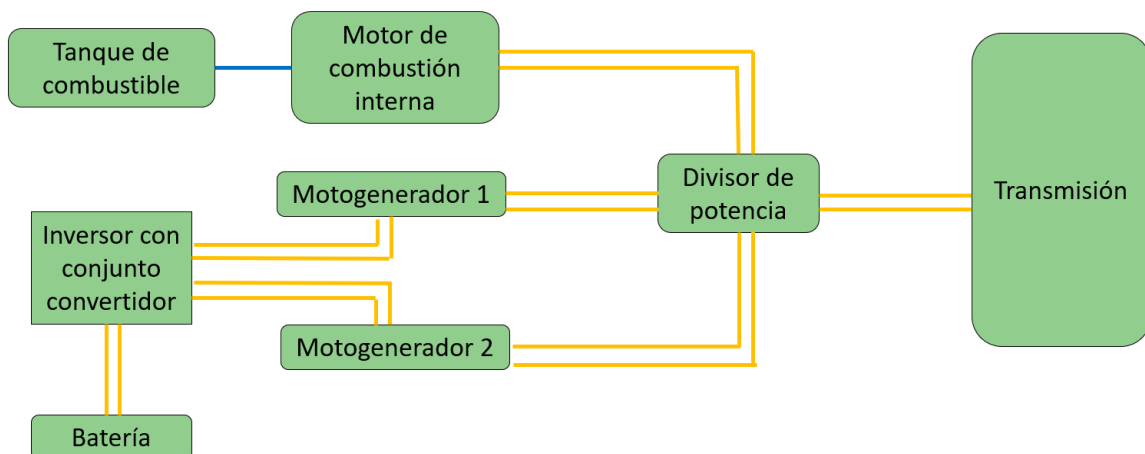 Tanque de
combustible
Motor de
combustión
interna
Motogenerador 1
Divisor de
potencia
Transmisión
Inversor con
conjunto
convertidor
Motogenerador 2
Batería